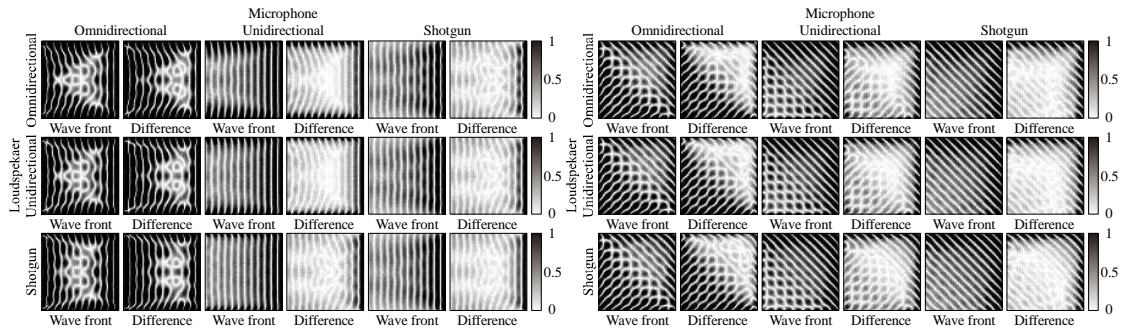 Microphone
Omnidirectional Unidirectional Shotgun
Loudspekaer
Omnidirectional
1
0.5
0
Wave front Difference Wave front Difference Wave front Difference
Unidirectional
1
0.5
0
Wave front Difference Wave front Difference Wave front Difference
Shotgun
1
0.5
0
Wave front Difference Wave front Difference Wave front Difference
Microphone
Omnidirectional Unidirectional Shotgun
Loudspekaer
Omnidirectional
1
0.5
0
Wave front Difference Wave front Difference Wave front Difference
Unidirectional
1
0.5
0
Wave front Difference Wave front Difference Wave front Difference
Shotgun
1
0.5
0
Wave front Difference Wave front Difference Wave front Difference